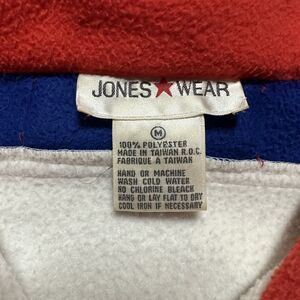 JONES★WEAR
M
100% POLYESTER
MADE IN TAIWAN R.O.C.
FABRIQUÉ À TAIWAN
HAND OR MACHINE
WASH COLD WATER
NO CHLORINE BLEACH
HANG OR LAY FLAT TO DRY
COOL IRON IF NECESSARY